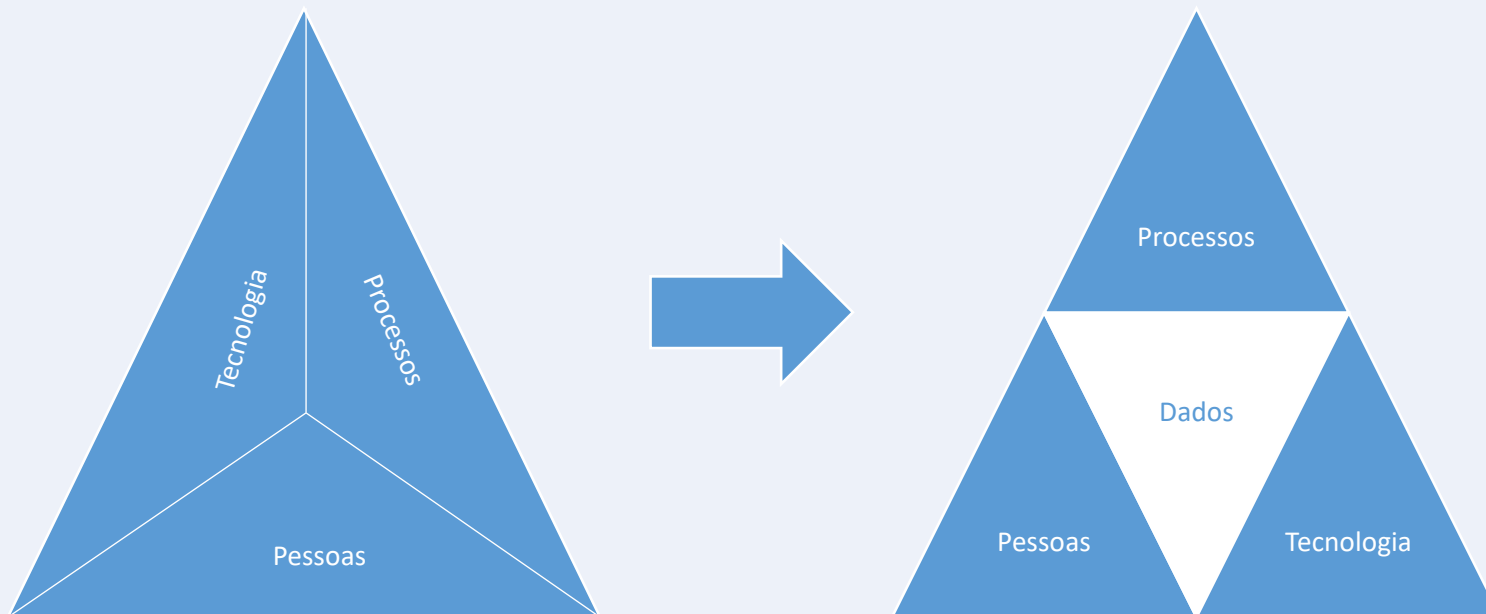 Tecnologia
Processos
Pessoas
Processos
Dados
Pessoas
Tecnologia